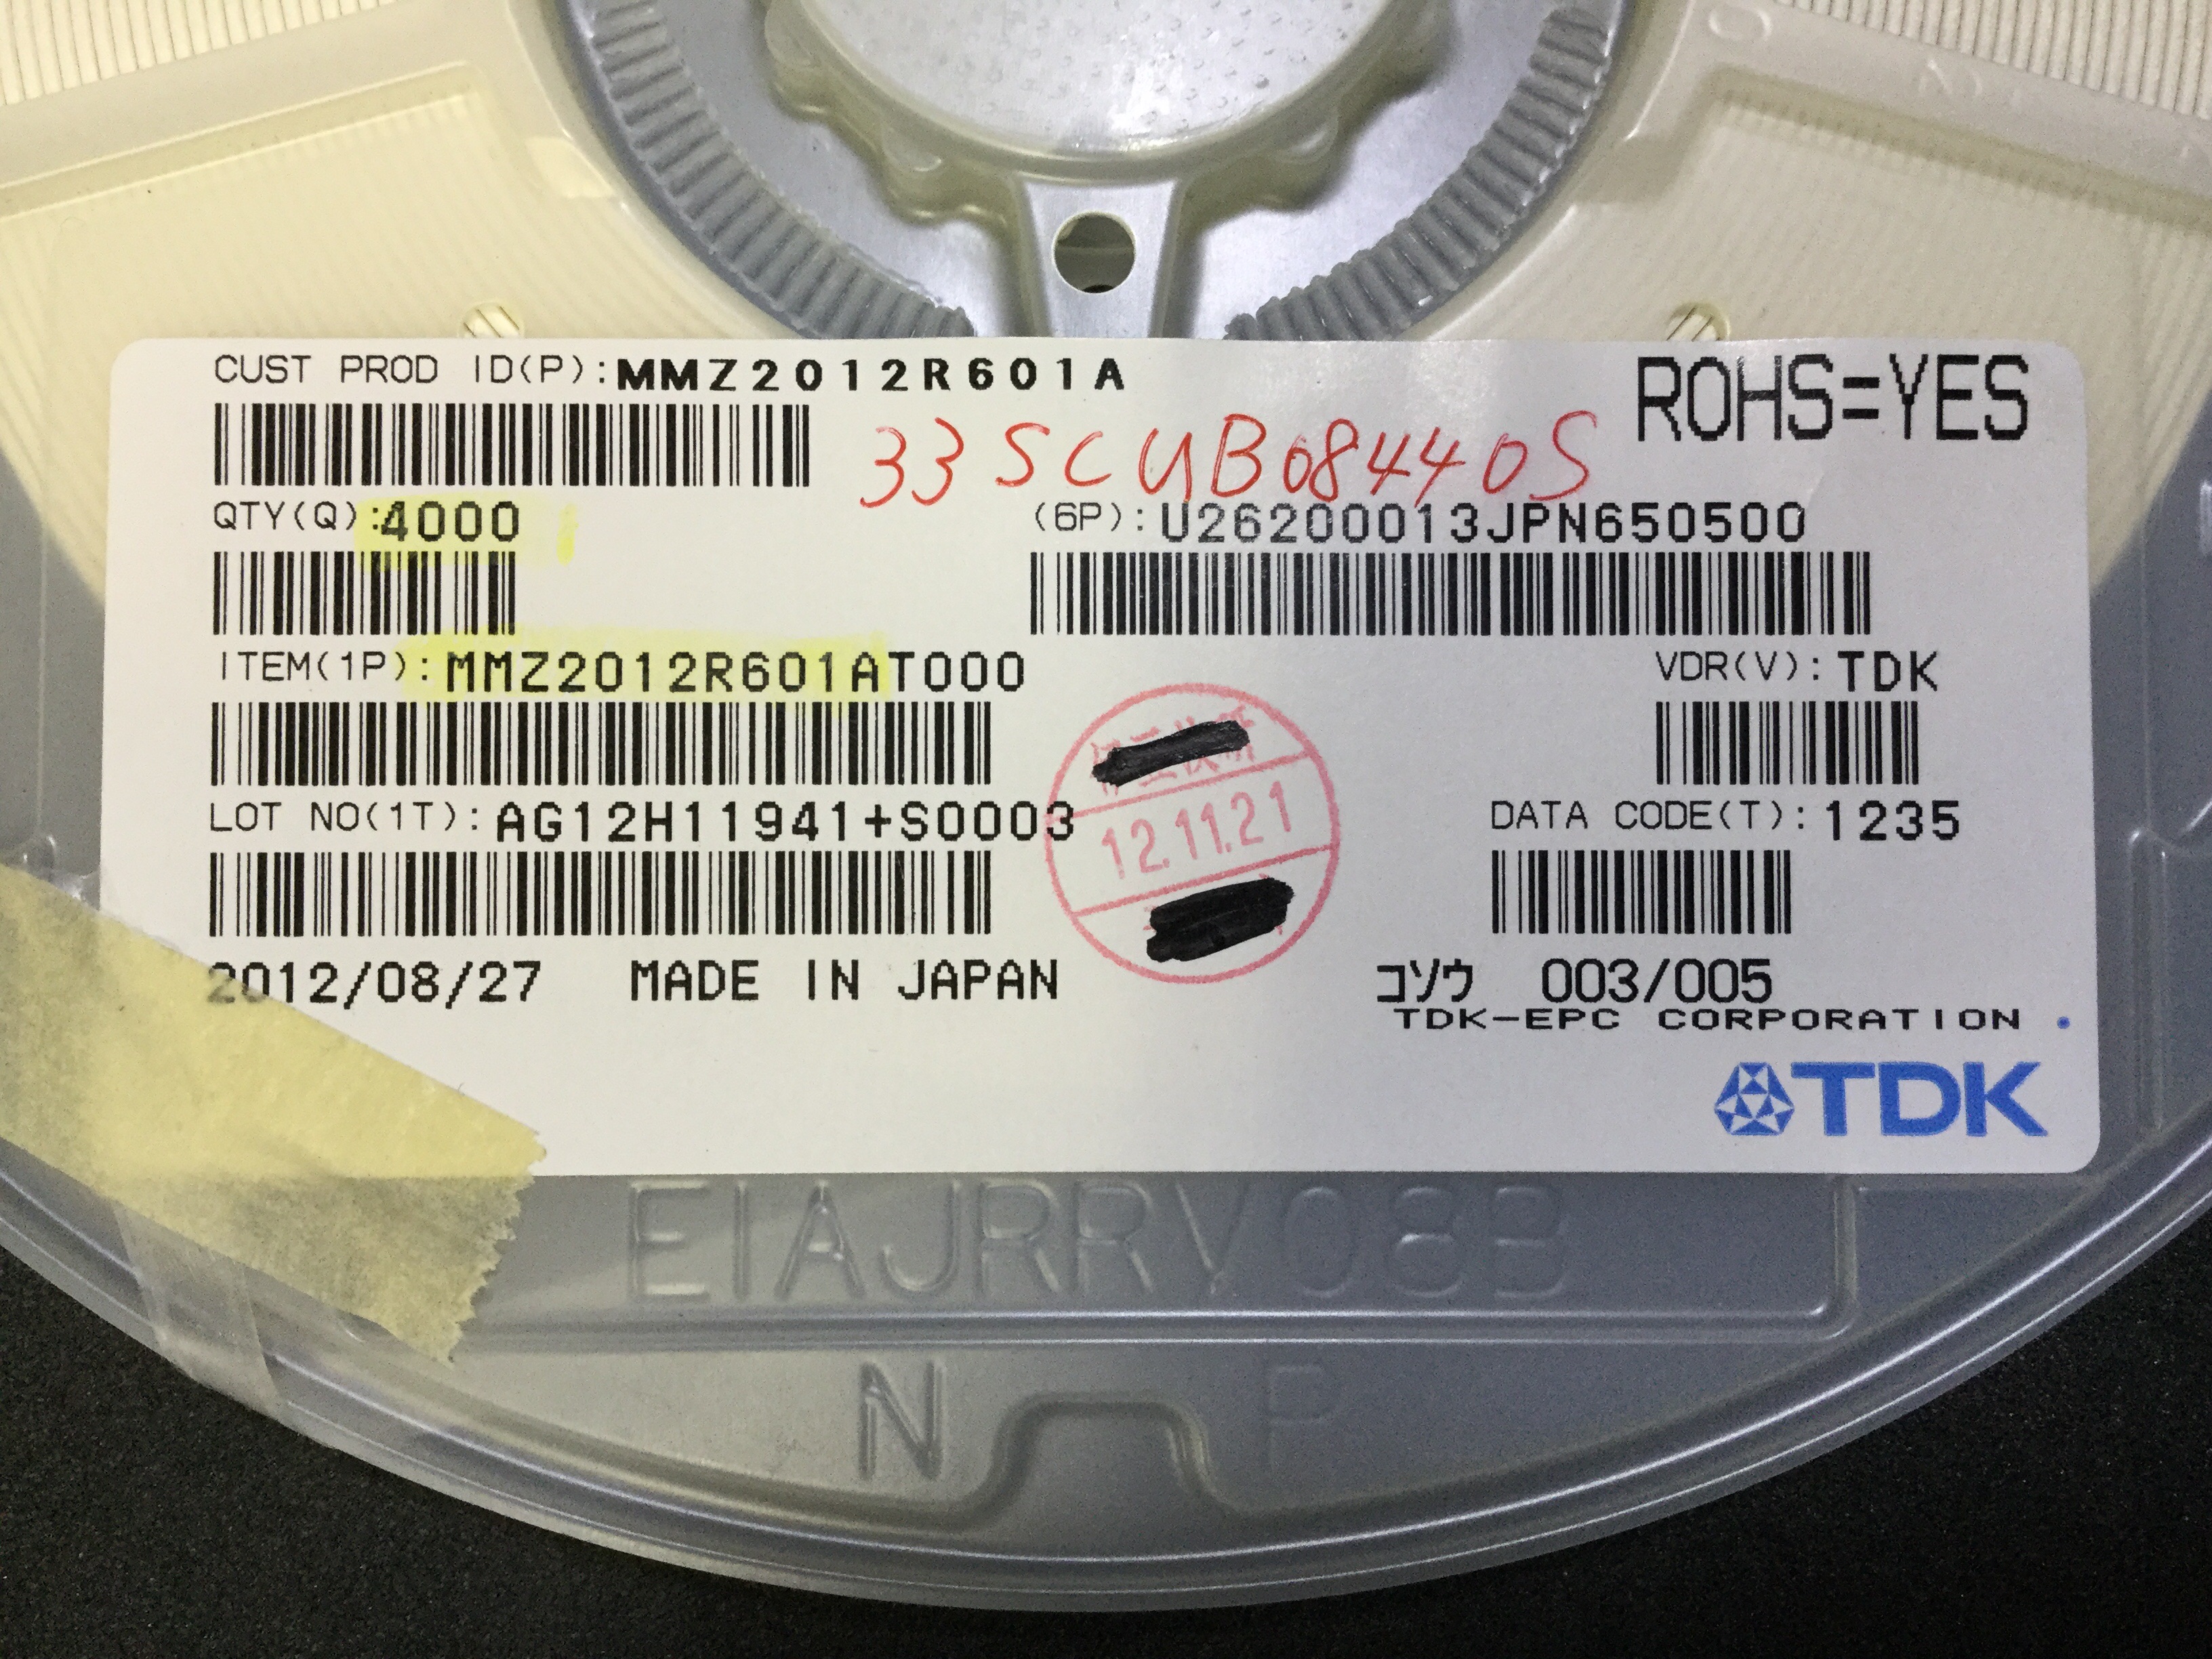 CUST PROD ID(P):MMZ2012R601A
ROHS=YES
33SCUB08440S
QTY(Q):4000
(6P):U26200013JPN650500
ITEM(1P):MMZ2012R601AT000
VDR(V):TDK
LOT NO(1T):AG12H11941+S0003
12.11.21
DATA CODE(T):1235
2012/08/27 MADE IN JAPAN
コソウ 003/005
TDK-EPC CORPORATION
TDK
EIAJRRV08B
N P